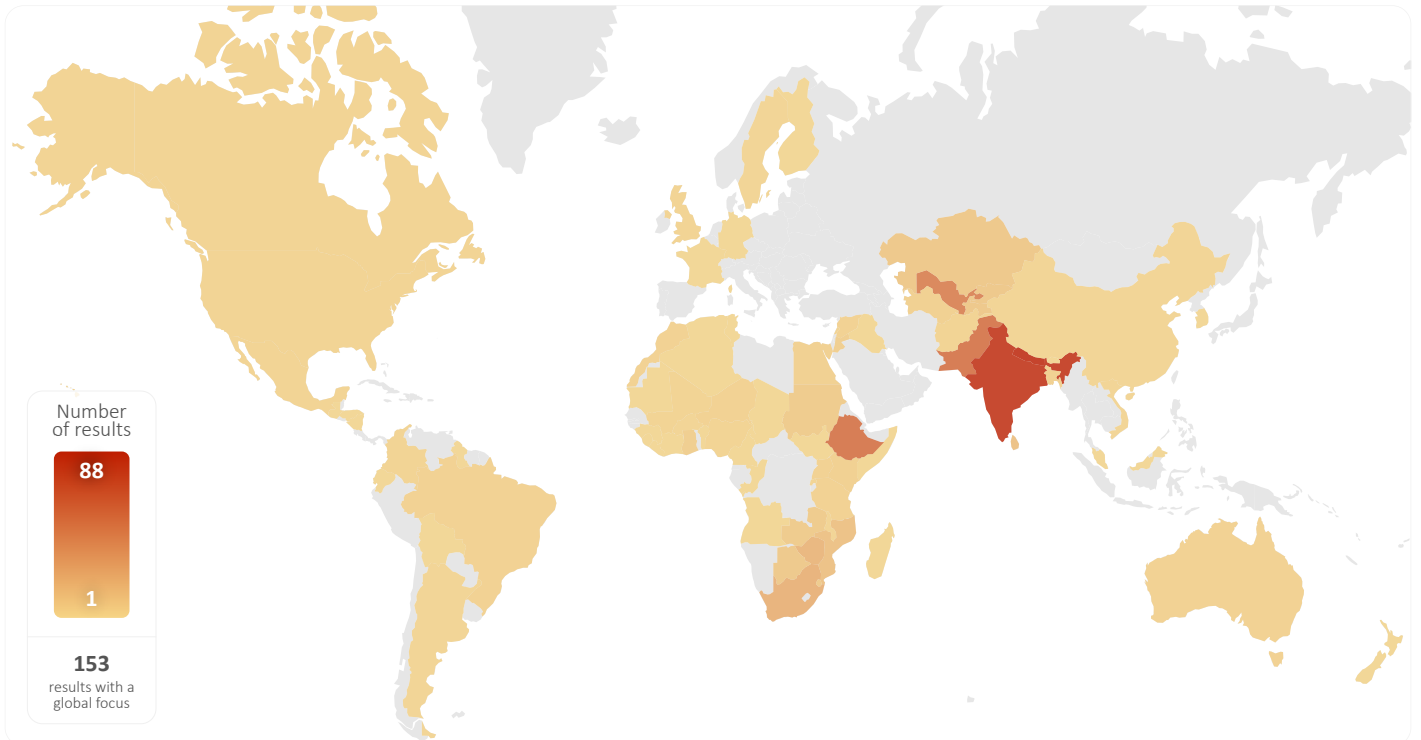 Number
of results
88
1
153
results with a
global focus